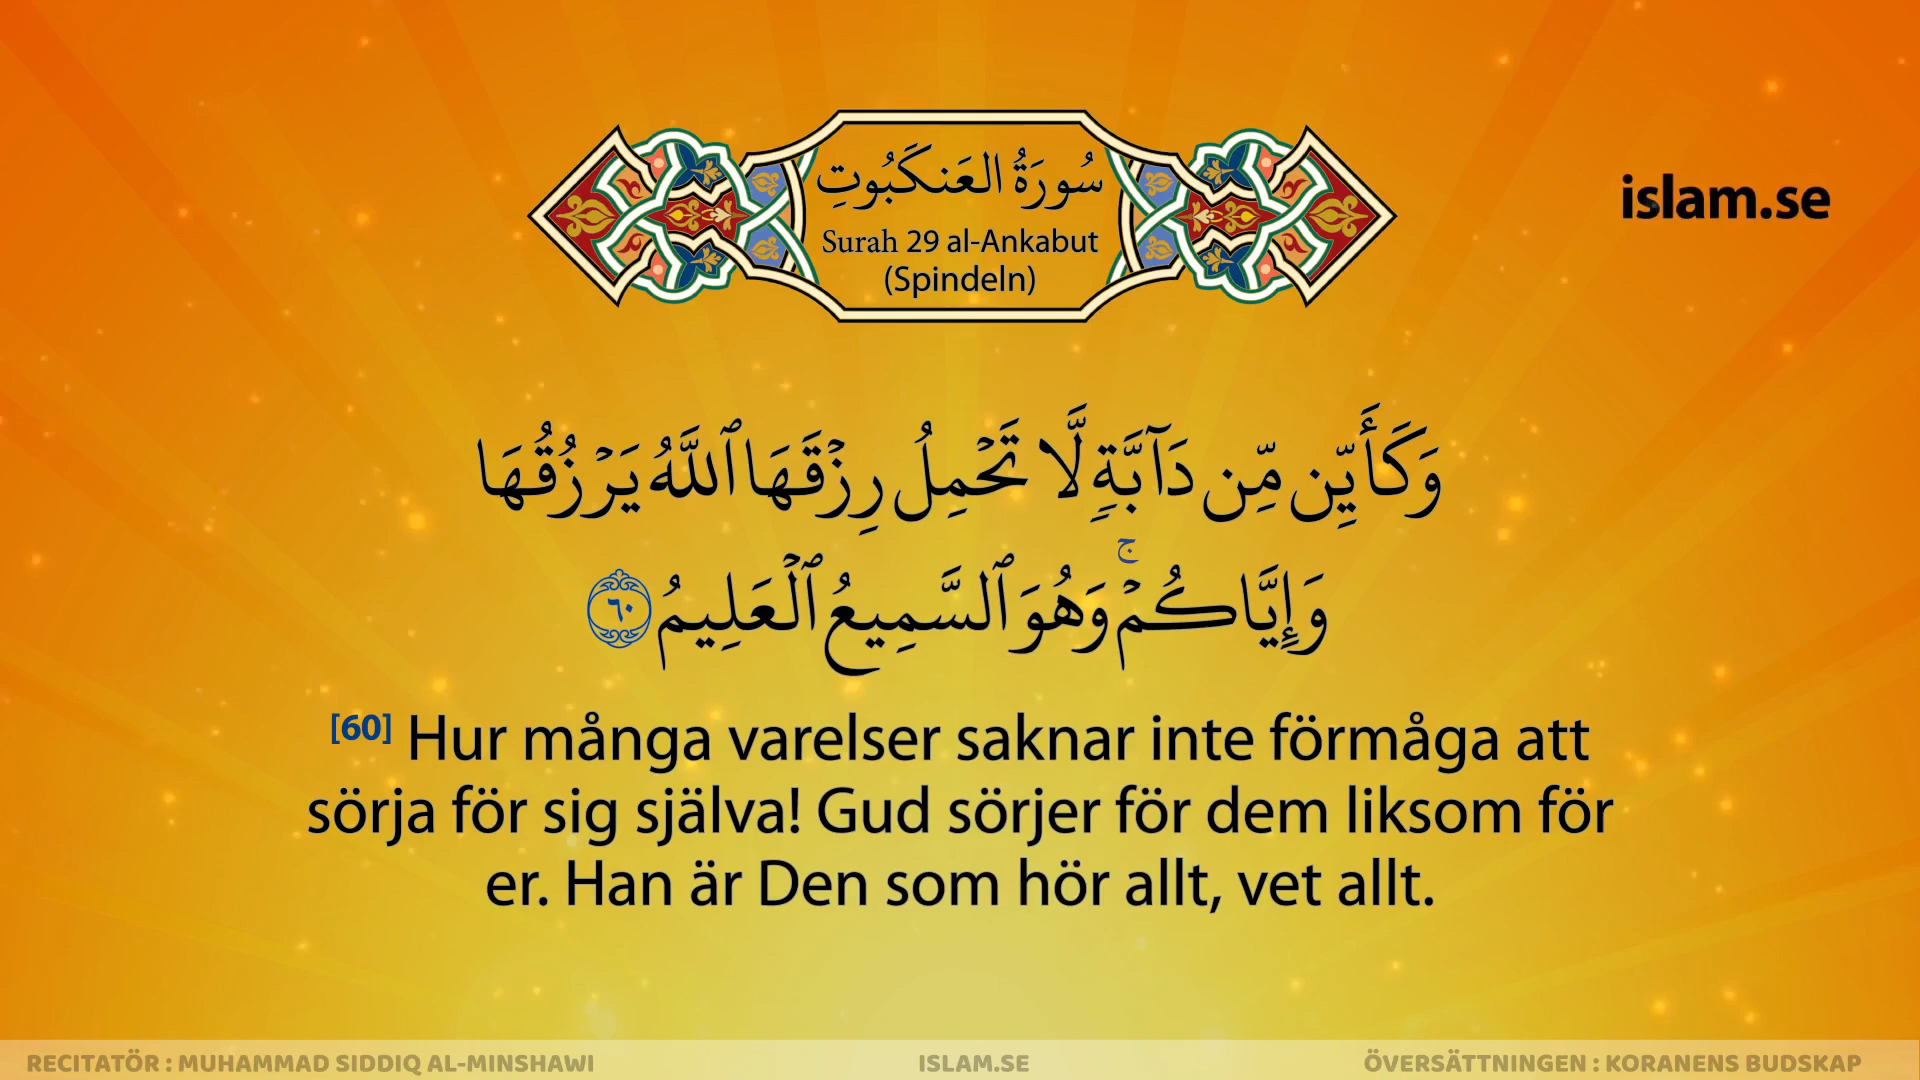 سُورَةُ العَنكَبُوتِ
Surah 29 al-Ankabut
(Spindeln)
islam.se
وَكَأَيِّن مِّن دَآبَّةٍ لَّا تَحْمِلُ رِزْقَهَا ٱللَّهُ يَرْزُقُهَا
وَإِيَّاكُمْ ۚ وَهُوَ ٱلسَّمِيعُ ٱلْعَلِيمُ ٦٠
[60] Hur många varelser saknar inte förmåga att
sörja för sig själva! Gud sörjer för dem liksom för
er. Han är Den som hör allt, vet allt.
RECITATÖR : MUHAMMAD SIDDIQ AL-MINSHAWI
ISLAM.SE
ÖVERSÄTTNINGEN : KORANENS BUDSKAP